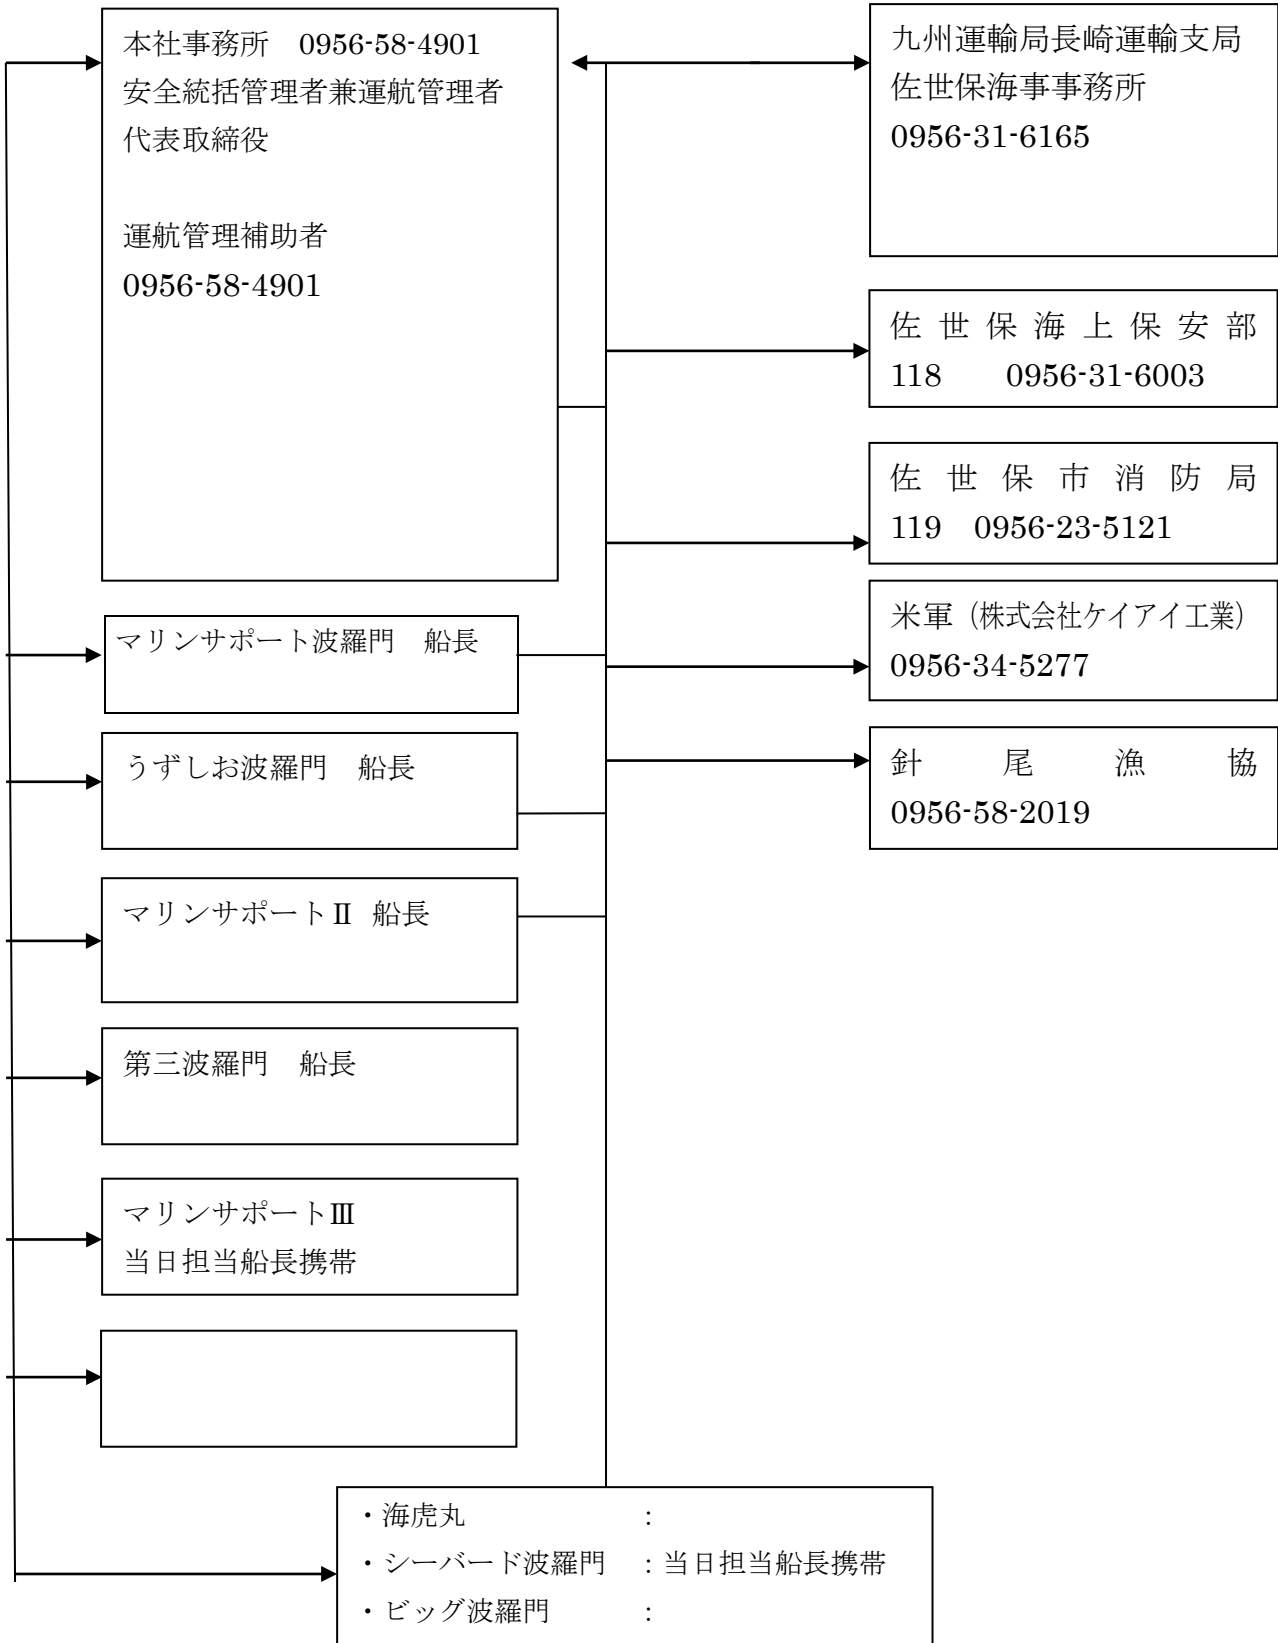 本社事務所　0956-58-4901
安全統括管理者兼運航管理者
代表取締役
運航管理補助者
0956-58-4901
九州運輸局長崎運輸支局
佐世保海事事務所
0956-31-6165
佐世保海上保安部
118　　0956-31-6003
佐世保市消防局
119　0956-23-5121
米軍（株式会社ケイアイ工業）
0956-34-5277
針尾漁協
0956-58-2019
マリンサポート波羅門　船長
うずしお波羅門　船長
マリンサポートⅡ 船長
第三波羅門　船長
マリンサポートⅢ
当日担当船長携帯
・海虎丸　　　　　：
・シーバード波羅門　：当日担当船長携帯
・ビッグ波羅門　　　：